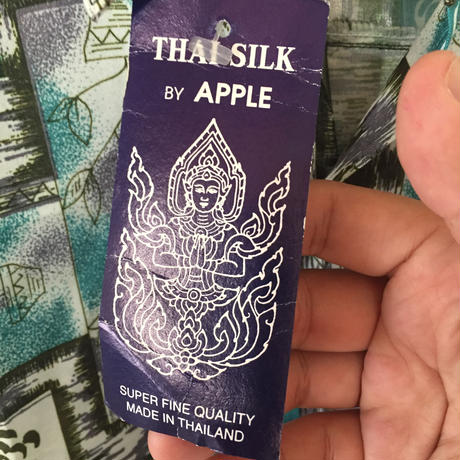 THAI SILK
BY APPLE
SUPER FINE QUALITY
MADE IN THAILAND